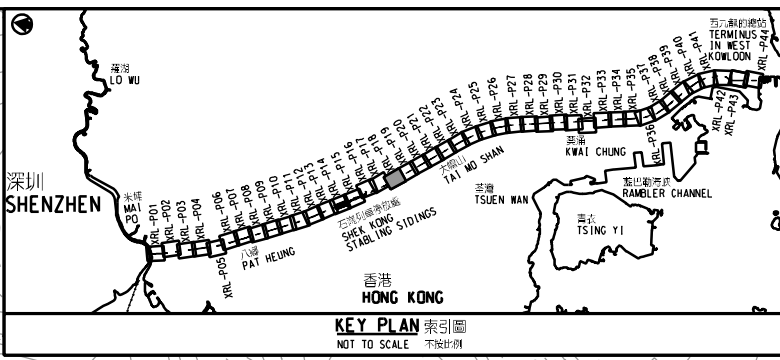 羅湖
LO WU
深圳
SHENZHEN
米埔
MAI
PO
XRL-P01
XRL-P02
XRL-P03
XRL-P04
XRL-P05
XRL-P06
XRL-P07
XRL-P08
XRL-P09
XRL-P10
XRL-P11
XRL-P12
XRL-P13
XRL-P14
XRL-P15
XRL-P16
XRL-P17
XRL-P18
XRL-P19
XRL-P20
XRL-P21
XRL-P22
XRL-P23
XRL-P24
XRL-P25
XRL-P26
XRL-P27
XRL-P28
XRL-P29
XRL-P30
XRL-P31
XRL-P32
XRL-P33
XRL-P34
XRL-P35
XRL-P36
XRL-P37
XRL-P38
XRL-P39
XRL-P40
XRL-P41
XRL-P42
XRL-P43
XRL-P44
西九龍的總站
TERMINUS
IN WEST
KOWLOON
八鄉
PAT HEUNG
石崗列車停放處
SHEK KONG
STABLING SIDINGS
大帽山
TAI MO SHAN
葵涌
KWAI CHUNG
荃灣
TSUEN WAN
藍巴勒海峽
RAMBLER CHANNEL
青衣
TSING YI
香港
HONG KONG
KEY PLAN 索引圖
NOT TO SCALE 不按比例